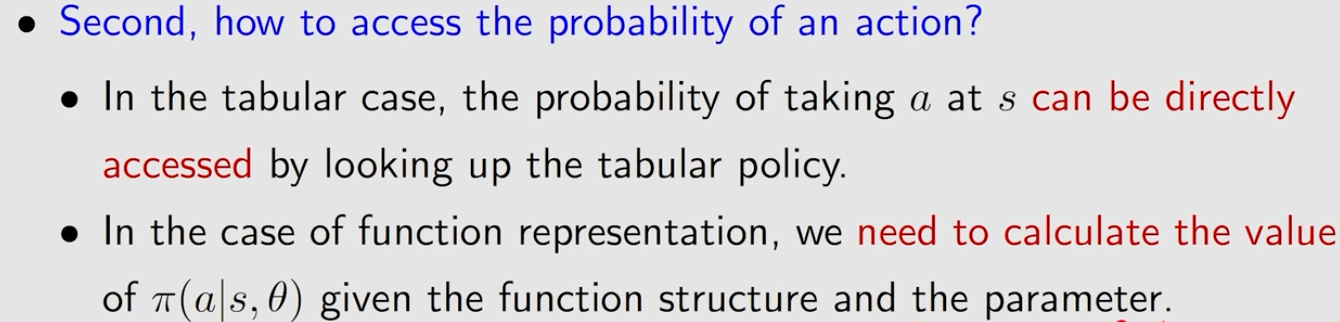 • Second, how to access the probability of an action?
• In the tabular case, the probability of taking a at s can be directly
accessed by looking up the tabular policy.
• In the case of function representation, we need to calculate the value
of π(a|s, θ) given the function structure and the parameter.